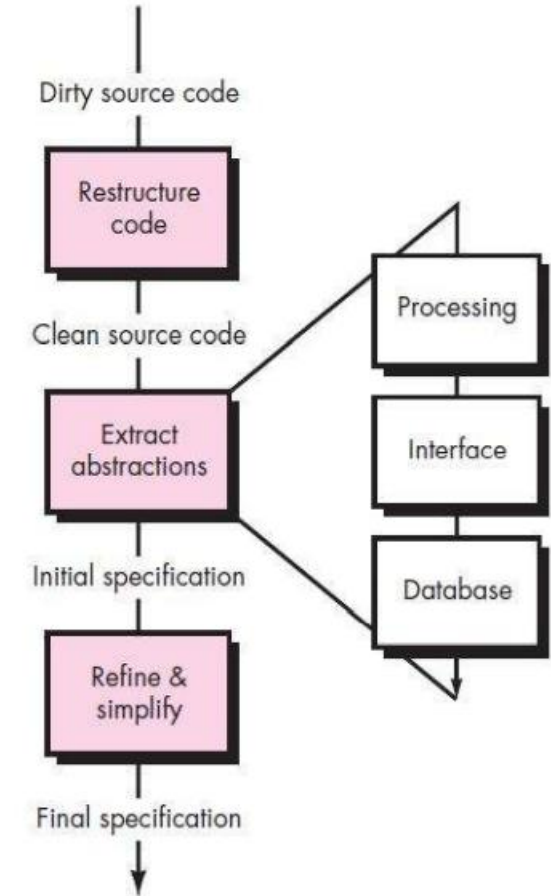 Dirty source code
Restructure
code
Clean source code
Extract
abstractions
Initial specification
Refine &
simplify
Final specification
Processing
Interface
Database